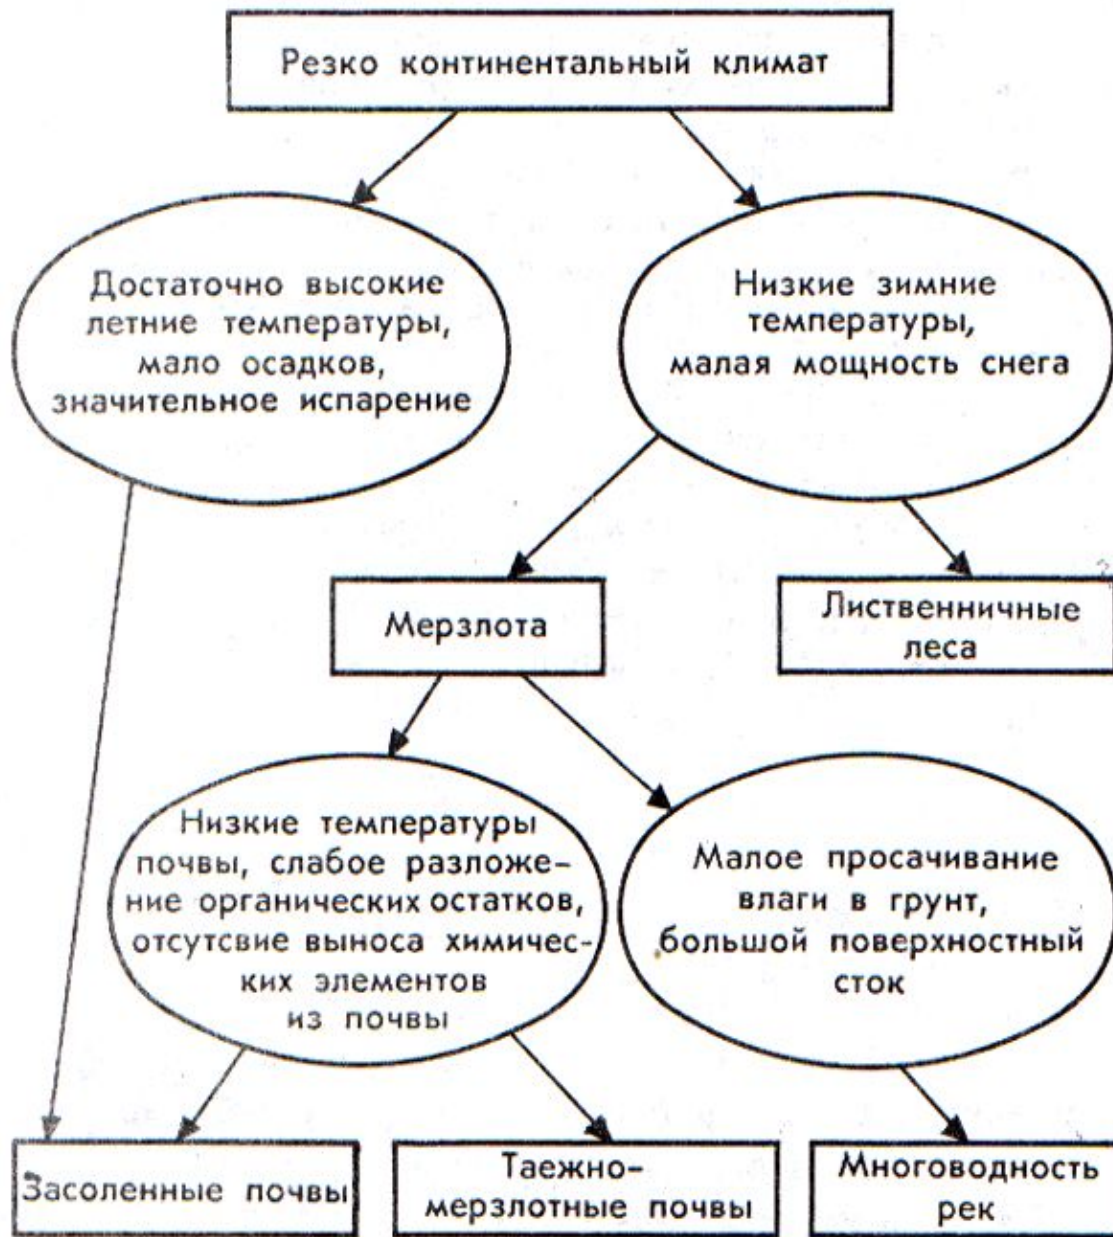 Резко континентальный климат
Достаточно высокие
летние температуры,
мало осадков,
значительное испарение
Низкие зимние
температуры,
малая мощность снега
Мерзлота
Лиственничные
леса
Низкие температуры
почвы, слабое разложе-
ние органических остатков,
отсутсвие выноса химичес-
ких элементов
из почвы
Малое просачивание
влаги в грунт,
большой поверхностный
сток
Засоленные почвы
Таежно-
мерзлотные почвы
Многоводность
рек